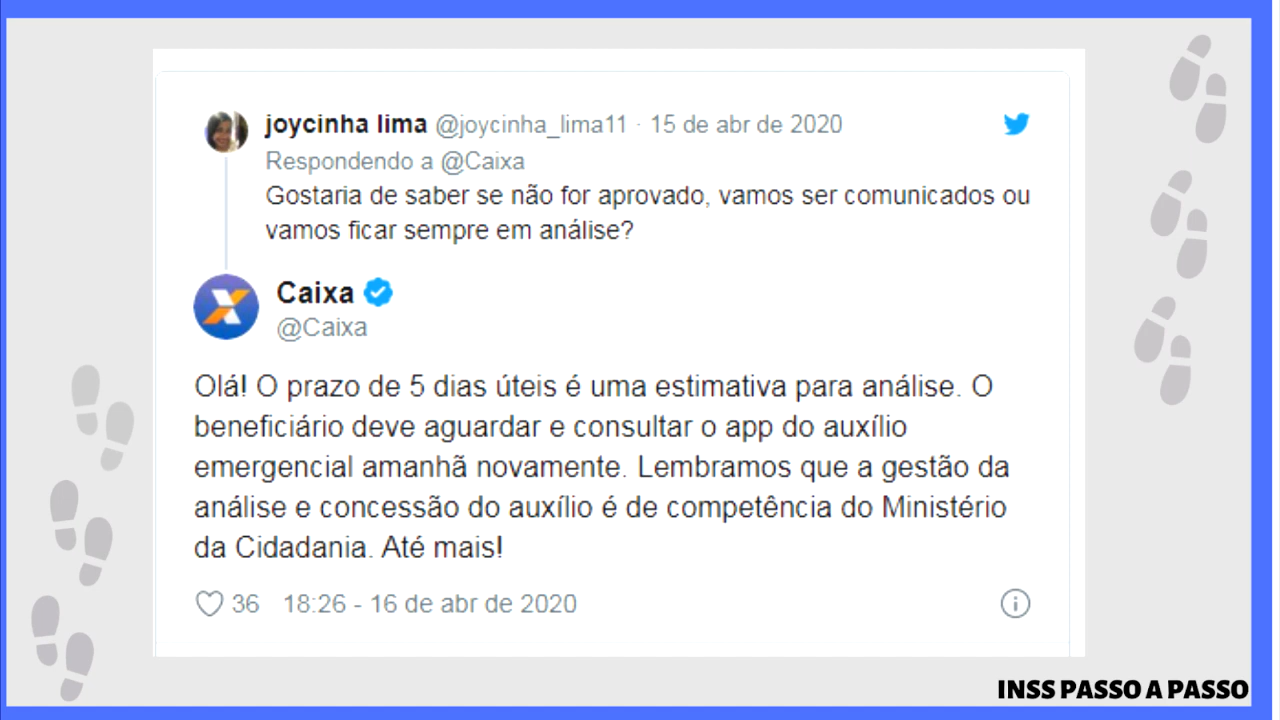 joycinha lima @joycinha_lima11 · 15 de abr de 2020
Respondendo a @Caixa
Gostaria de saber se não for aprovado, vamos ser comunicados ou
vamos ficar sempre em análise?
Caixa
@Caixa
Olá! O prazo de 5 dias úteis é uma estimativa para análise. O
beneficiário deve aguardar e consultar o app do auxílio
emergencial amanhã novamente. Lembramos que a gestão da
análise e concessão do auxílio é de competência do Ministério
da Cidadania. Até mais!
36 18:26 - 16 de abr de 2020
INSS PASSO A PASSO